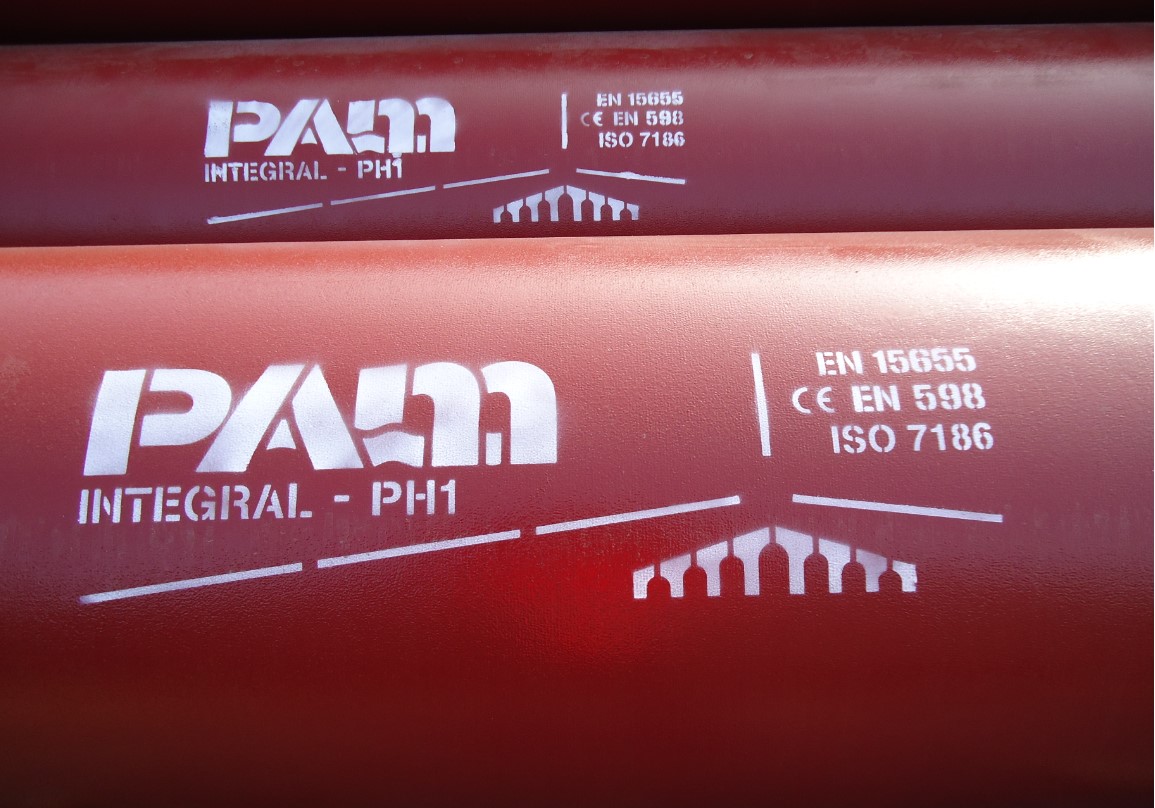 PAM
INTEGRAL - PH1
EN 15655
CE EN 598
ISO 7186
PAM
INTEGRAL - PH1
EN 15655
CE EN 598
ISO 7186